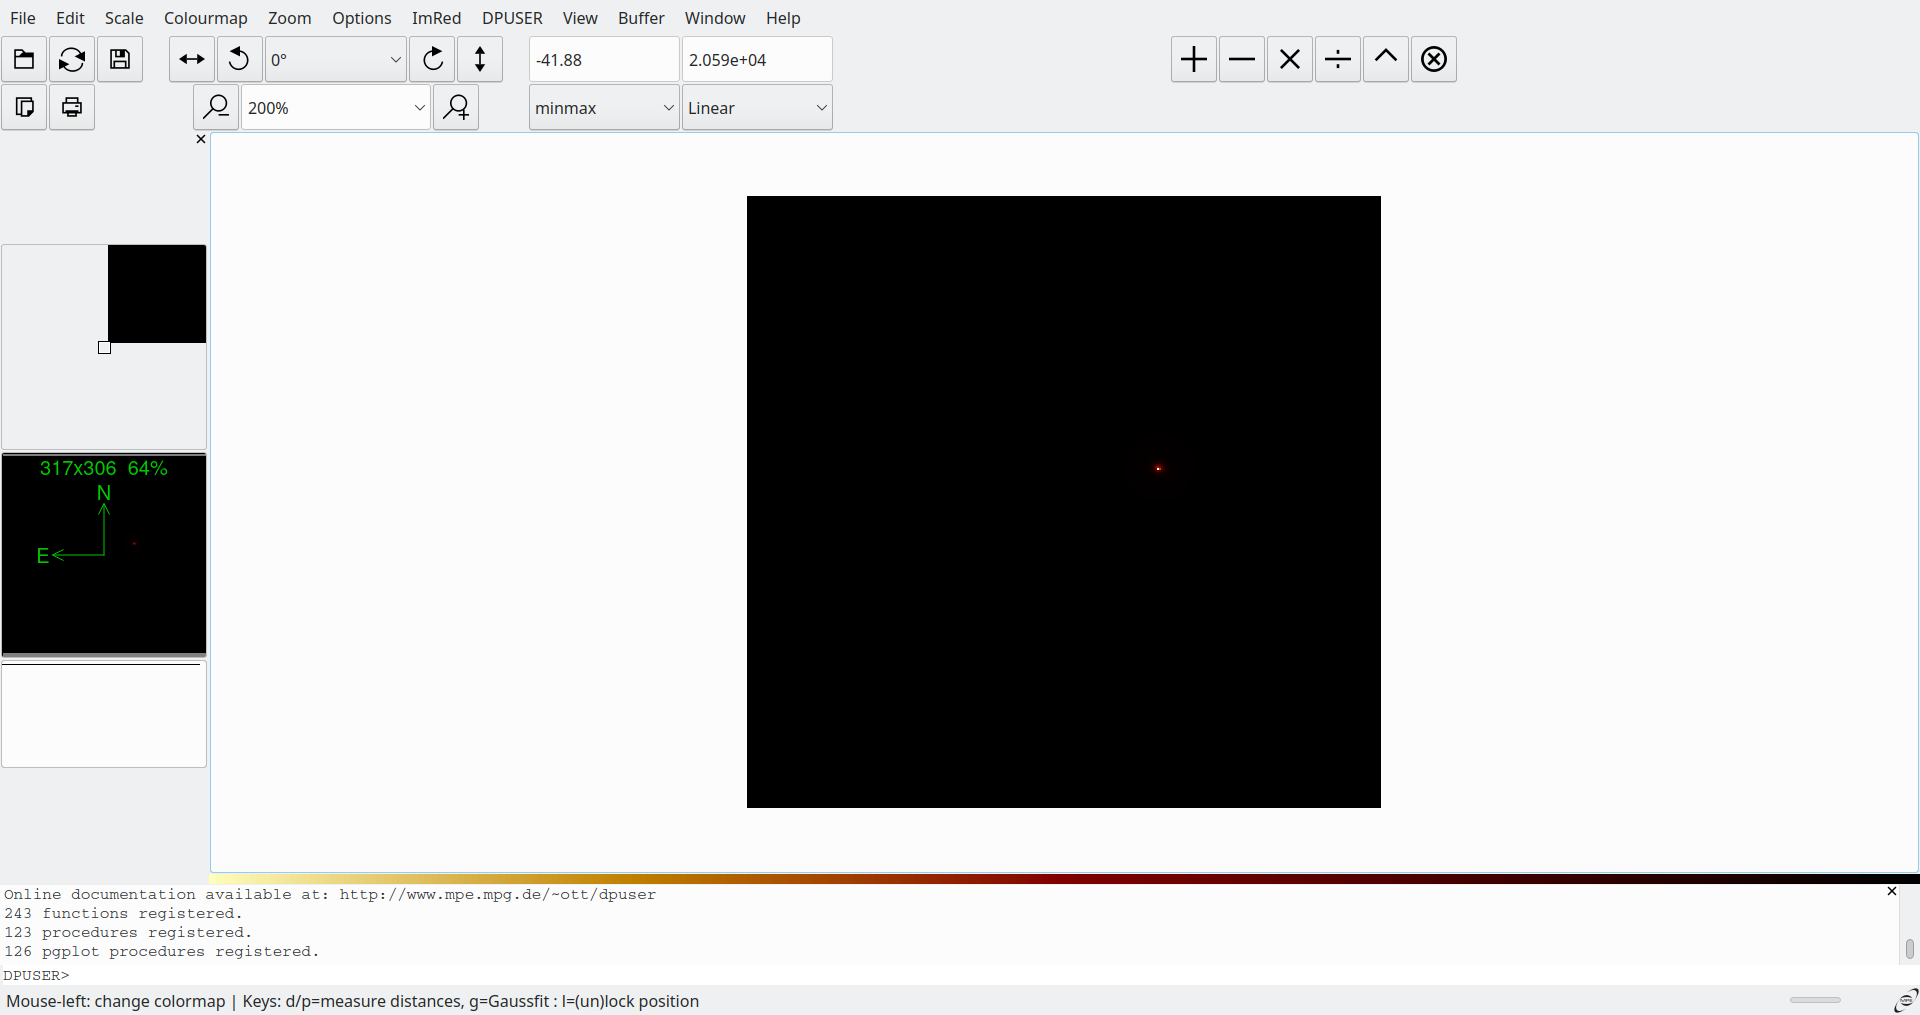 File Edit Scale Colourmap Zoom Options ImRed DPUSER View Buffer Window Help
0° -41.88 2.059e+04
200% minmax Linear
317x306 64%
N
E
Online documentation available at: http://www.mpe.mpg.de/~ott/dpuser
243 functions registered.
123 procedures registered.
126 pgplot procedures registered.
DPUSER>
Mouse-left: change colormap | Keys: d/p=measure distances, g=Gaussfit : l=(un)lock position